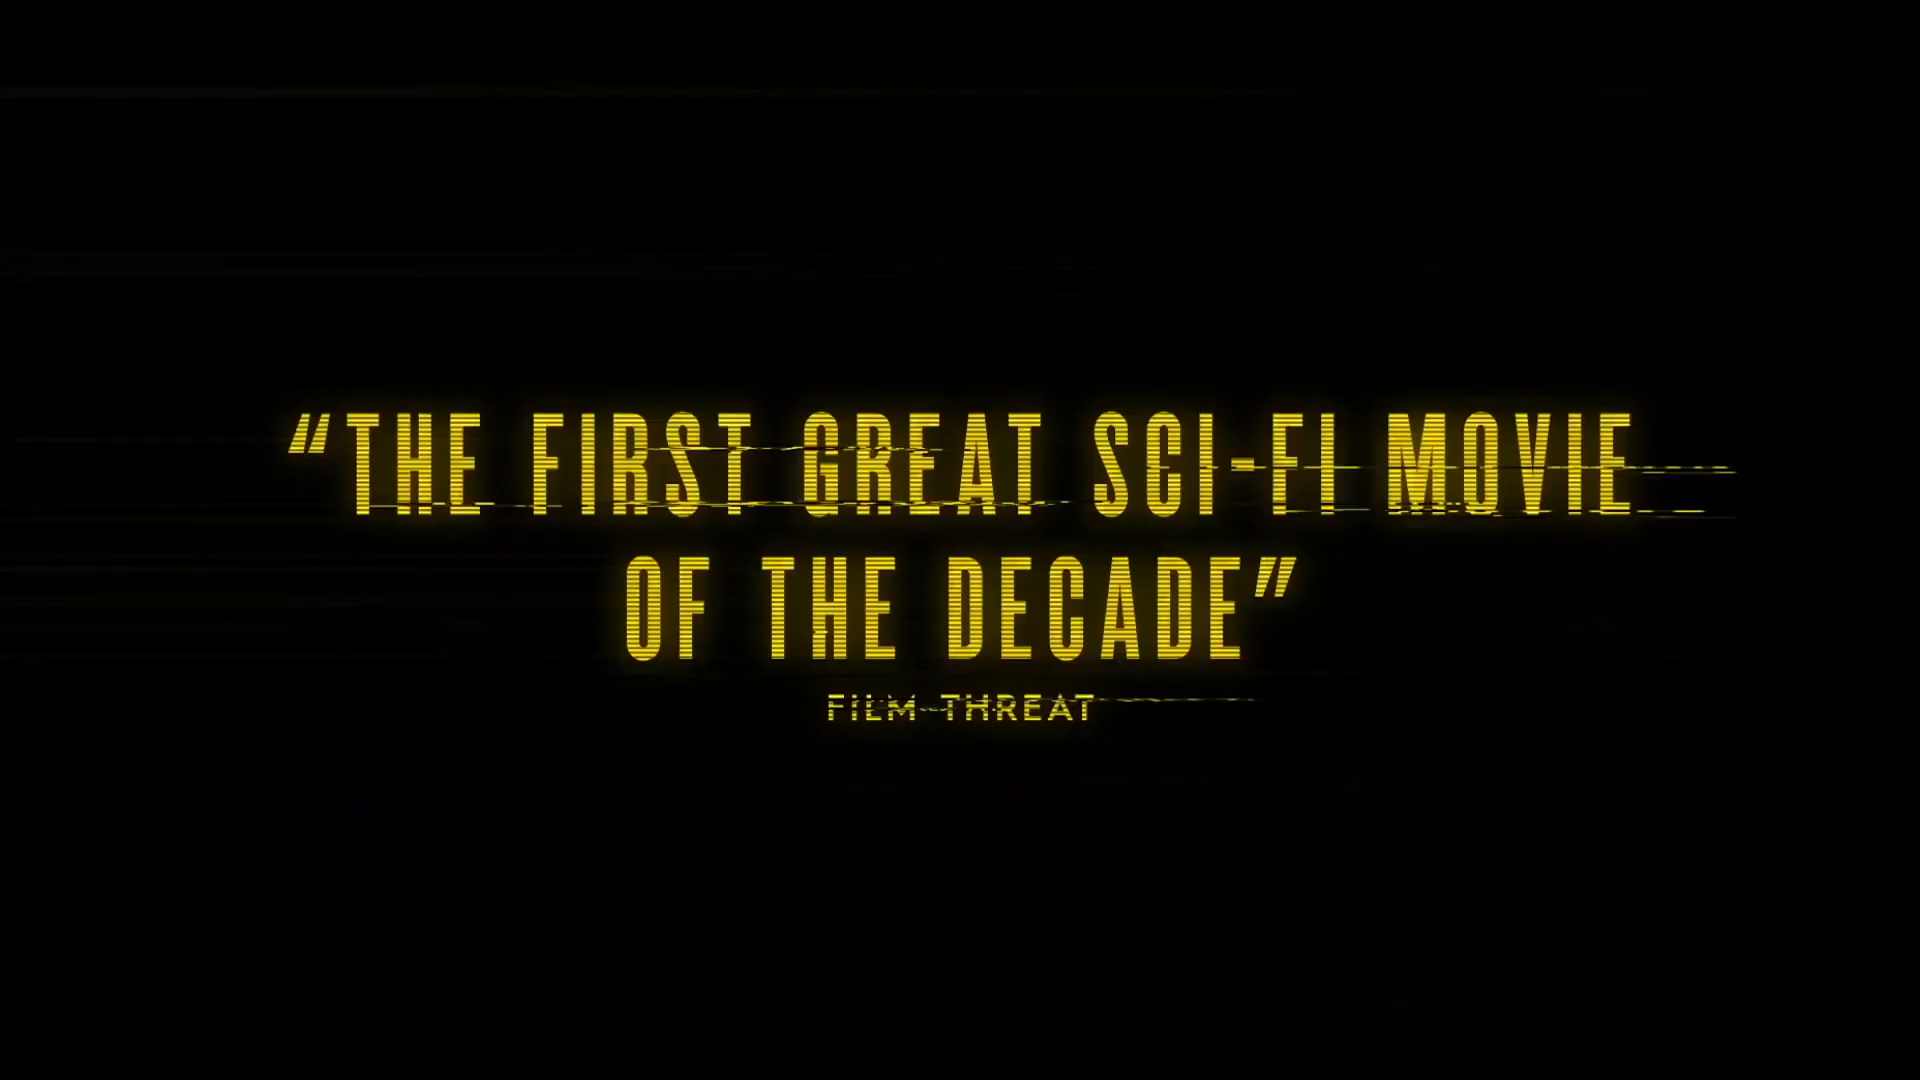 “THE FIRST GREAT SCI-FI MOVIE
OF THE DECADE”
FILM THREAT